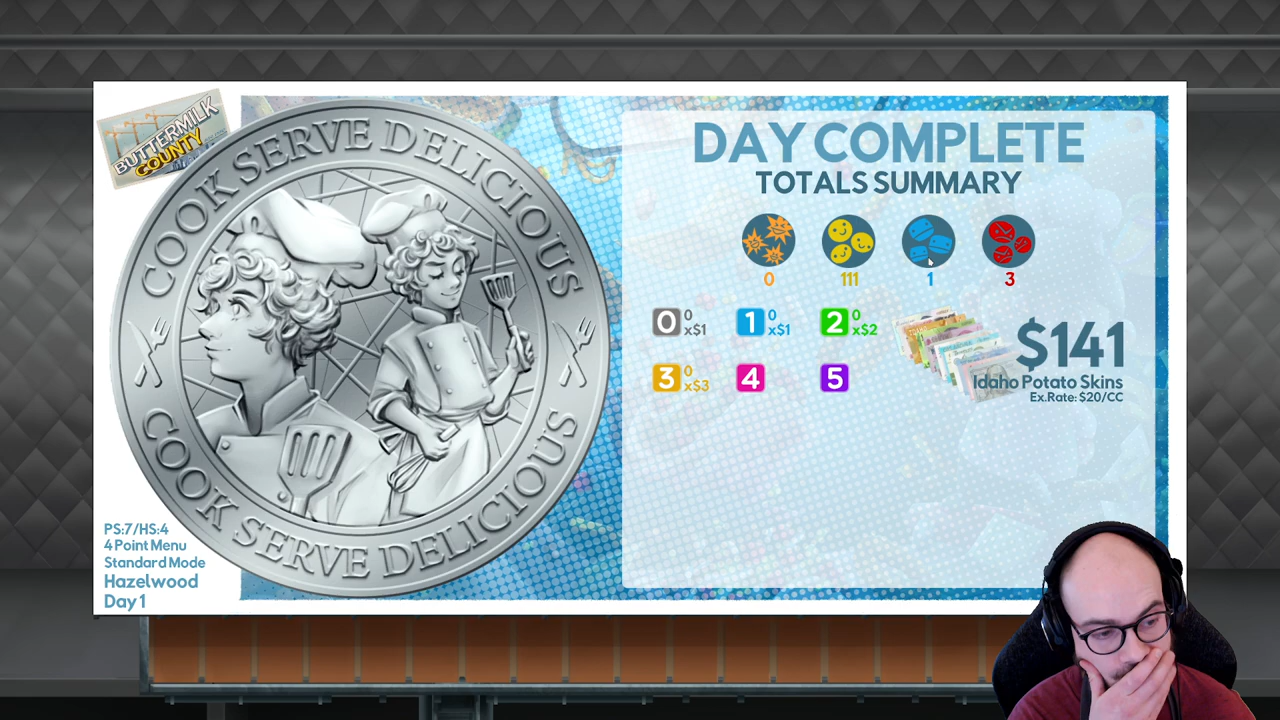 BUTTERMILK
COUNTY
COOK SERVE DELICIOUS
COOK SERVE DELICIOUS
PS:7/HS:4
4 Point Menu
Standard Mode
Hazelwood
Day 1
DAY COMPLETE
TOTALS SUMMARY
0 111 1 3
0 0 x$1
1 0 x$1
2 0 x$2
3 0 x$3
4
5
$141
Idaho Potato Skins
Ex.Rate: $20/CC